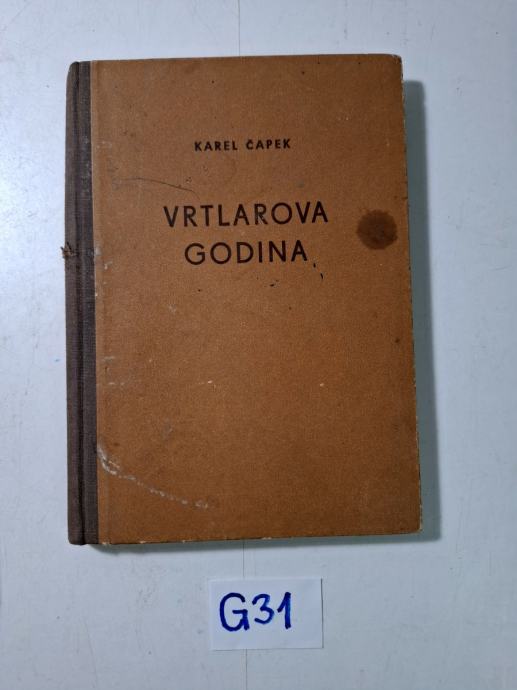 KAREL ČAPEK
VRTLAROVA
GODINA
G31